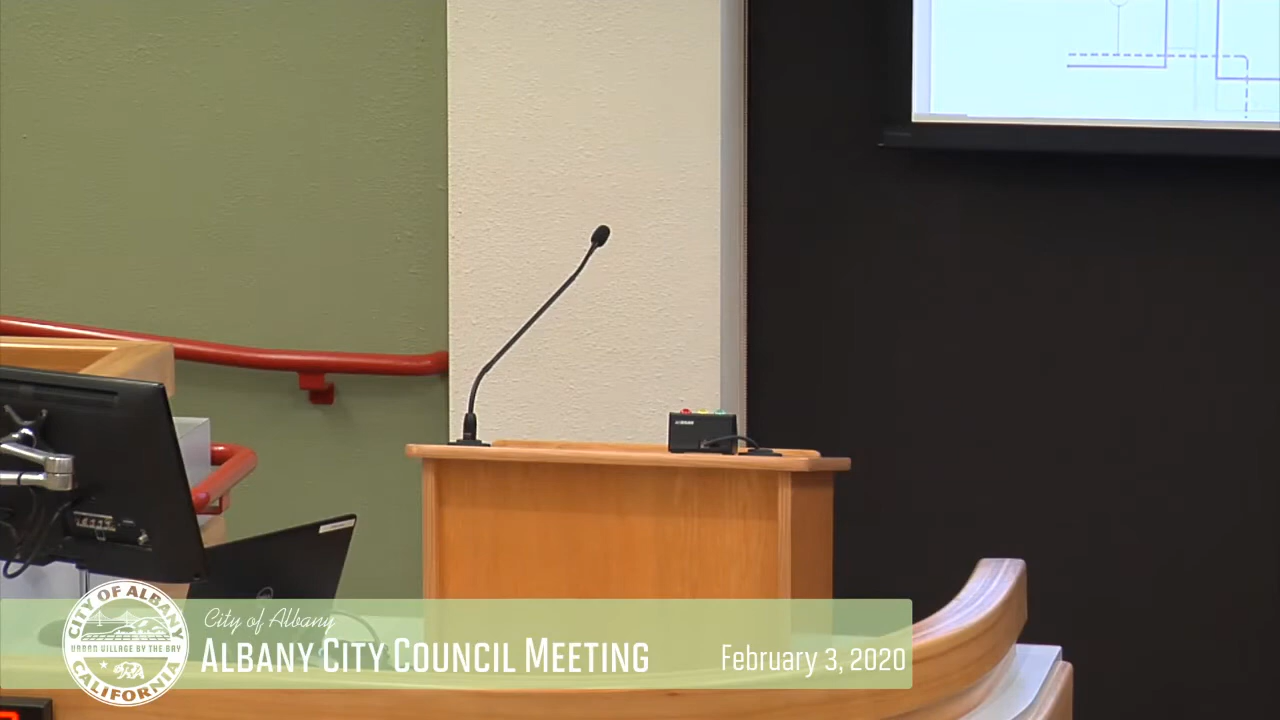 CITY OF ALBANY
URBAN VILLAGE BY THE BAY
CALIFORNIA
City of Albany
ALBANY CITY COUNCIL MEETING
February 3, 2020